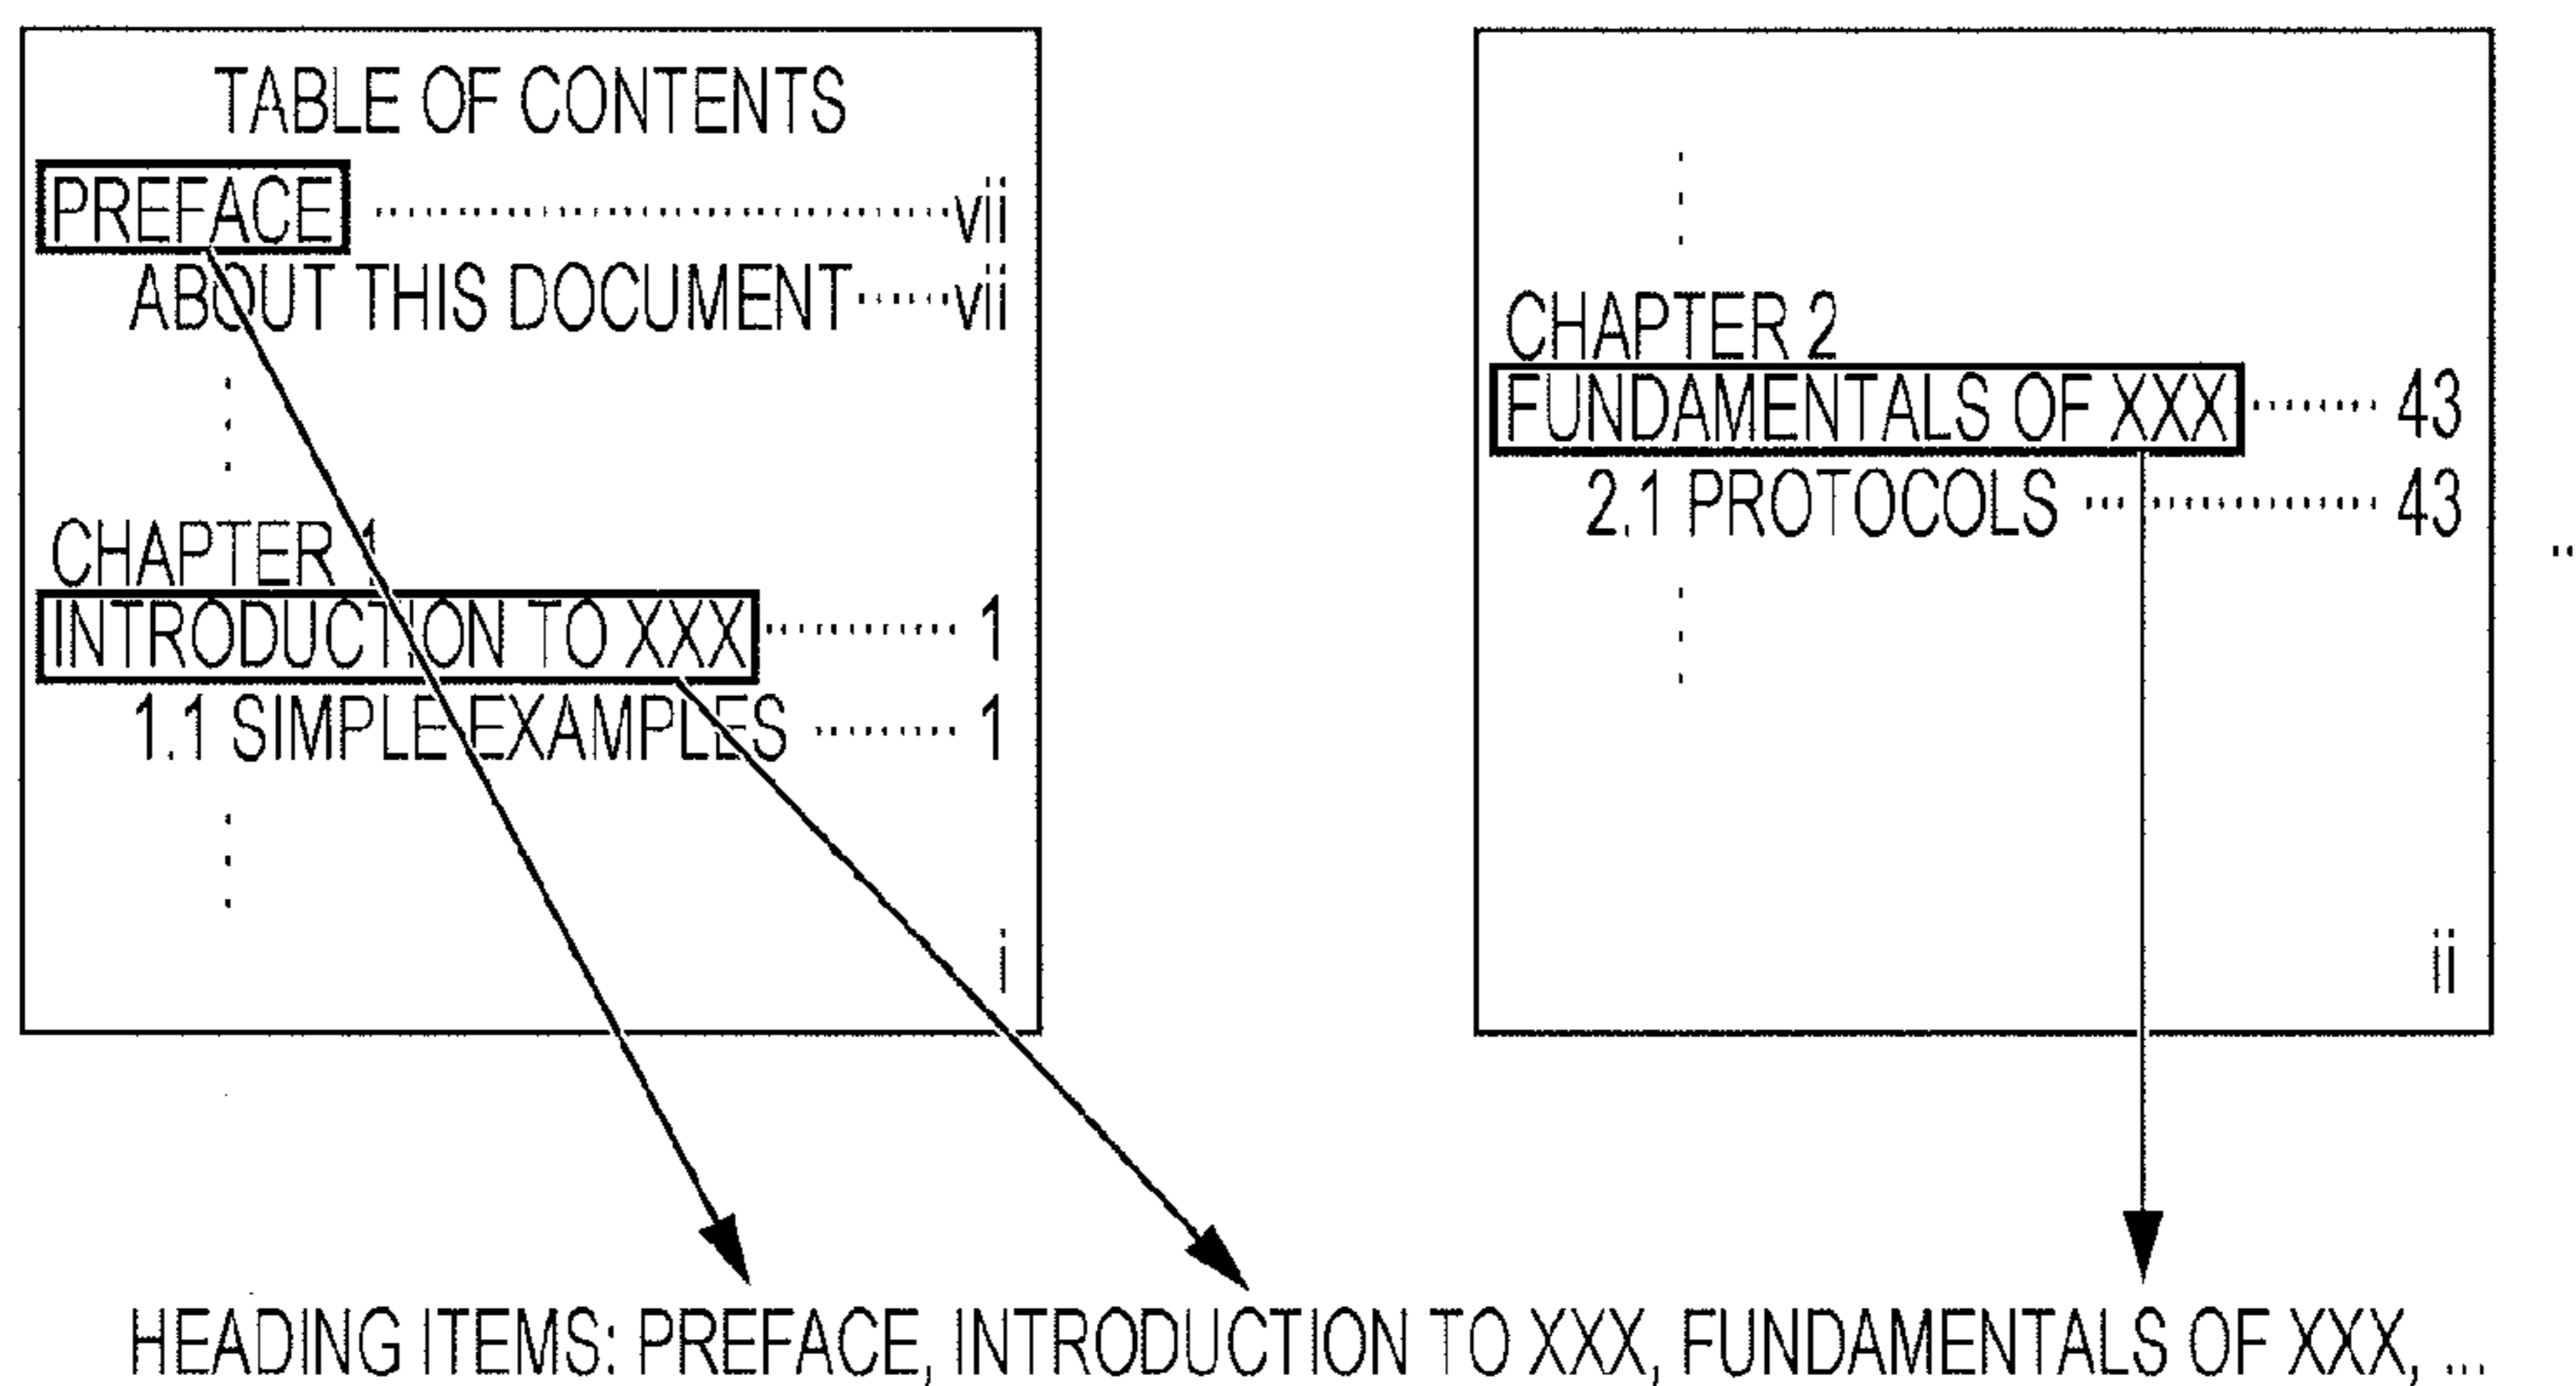 TABLE OF CONTENTS
PREFACE ........................... vii
ABOUT THIS DOCUMENT ..... vii
.
.
.
CHAPTER 1
INTRODUCTION TO XXX ........... 1
1.1 SIMPLE EXAMPLES ........ 1
.
.
.
i
.
.
.
CHAPTER 2
FUNDAMENTALS OF XXX ....... 43
2.1 PROTOCOLS .............. 43
.
.
.
ii
..
HEADING ITEMS: PREFACE, INTRODUCTION TO XXX, FUNDAMENTALS OF XXX, ...